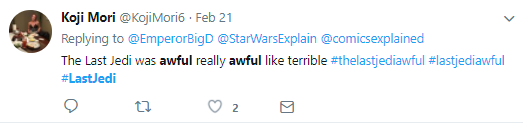 Koji Mori @KojiMori6 · Feb 21
Replying to @EmperorBigD @StarWarsExplain @comicsexplained
The Last Jedi was awful really awful like terrible #thelastjediawful #lastjediawful
#LastJedi
2